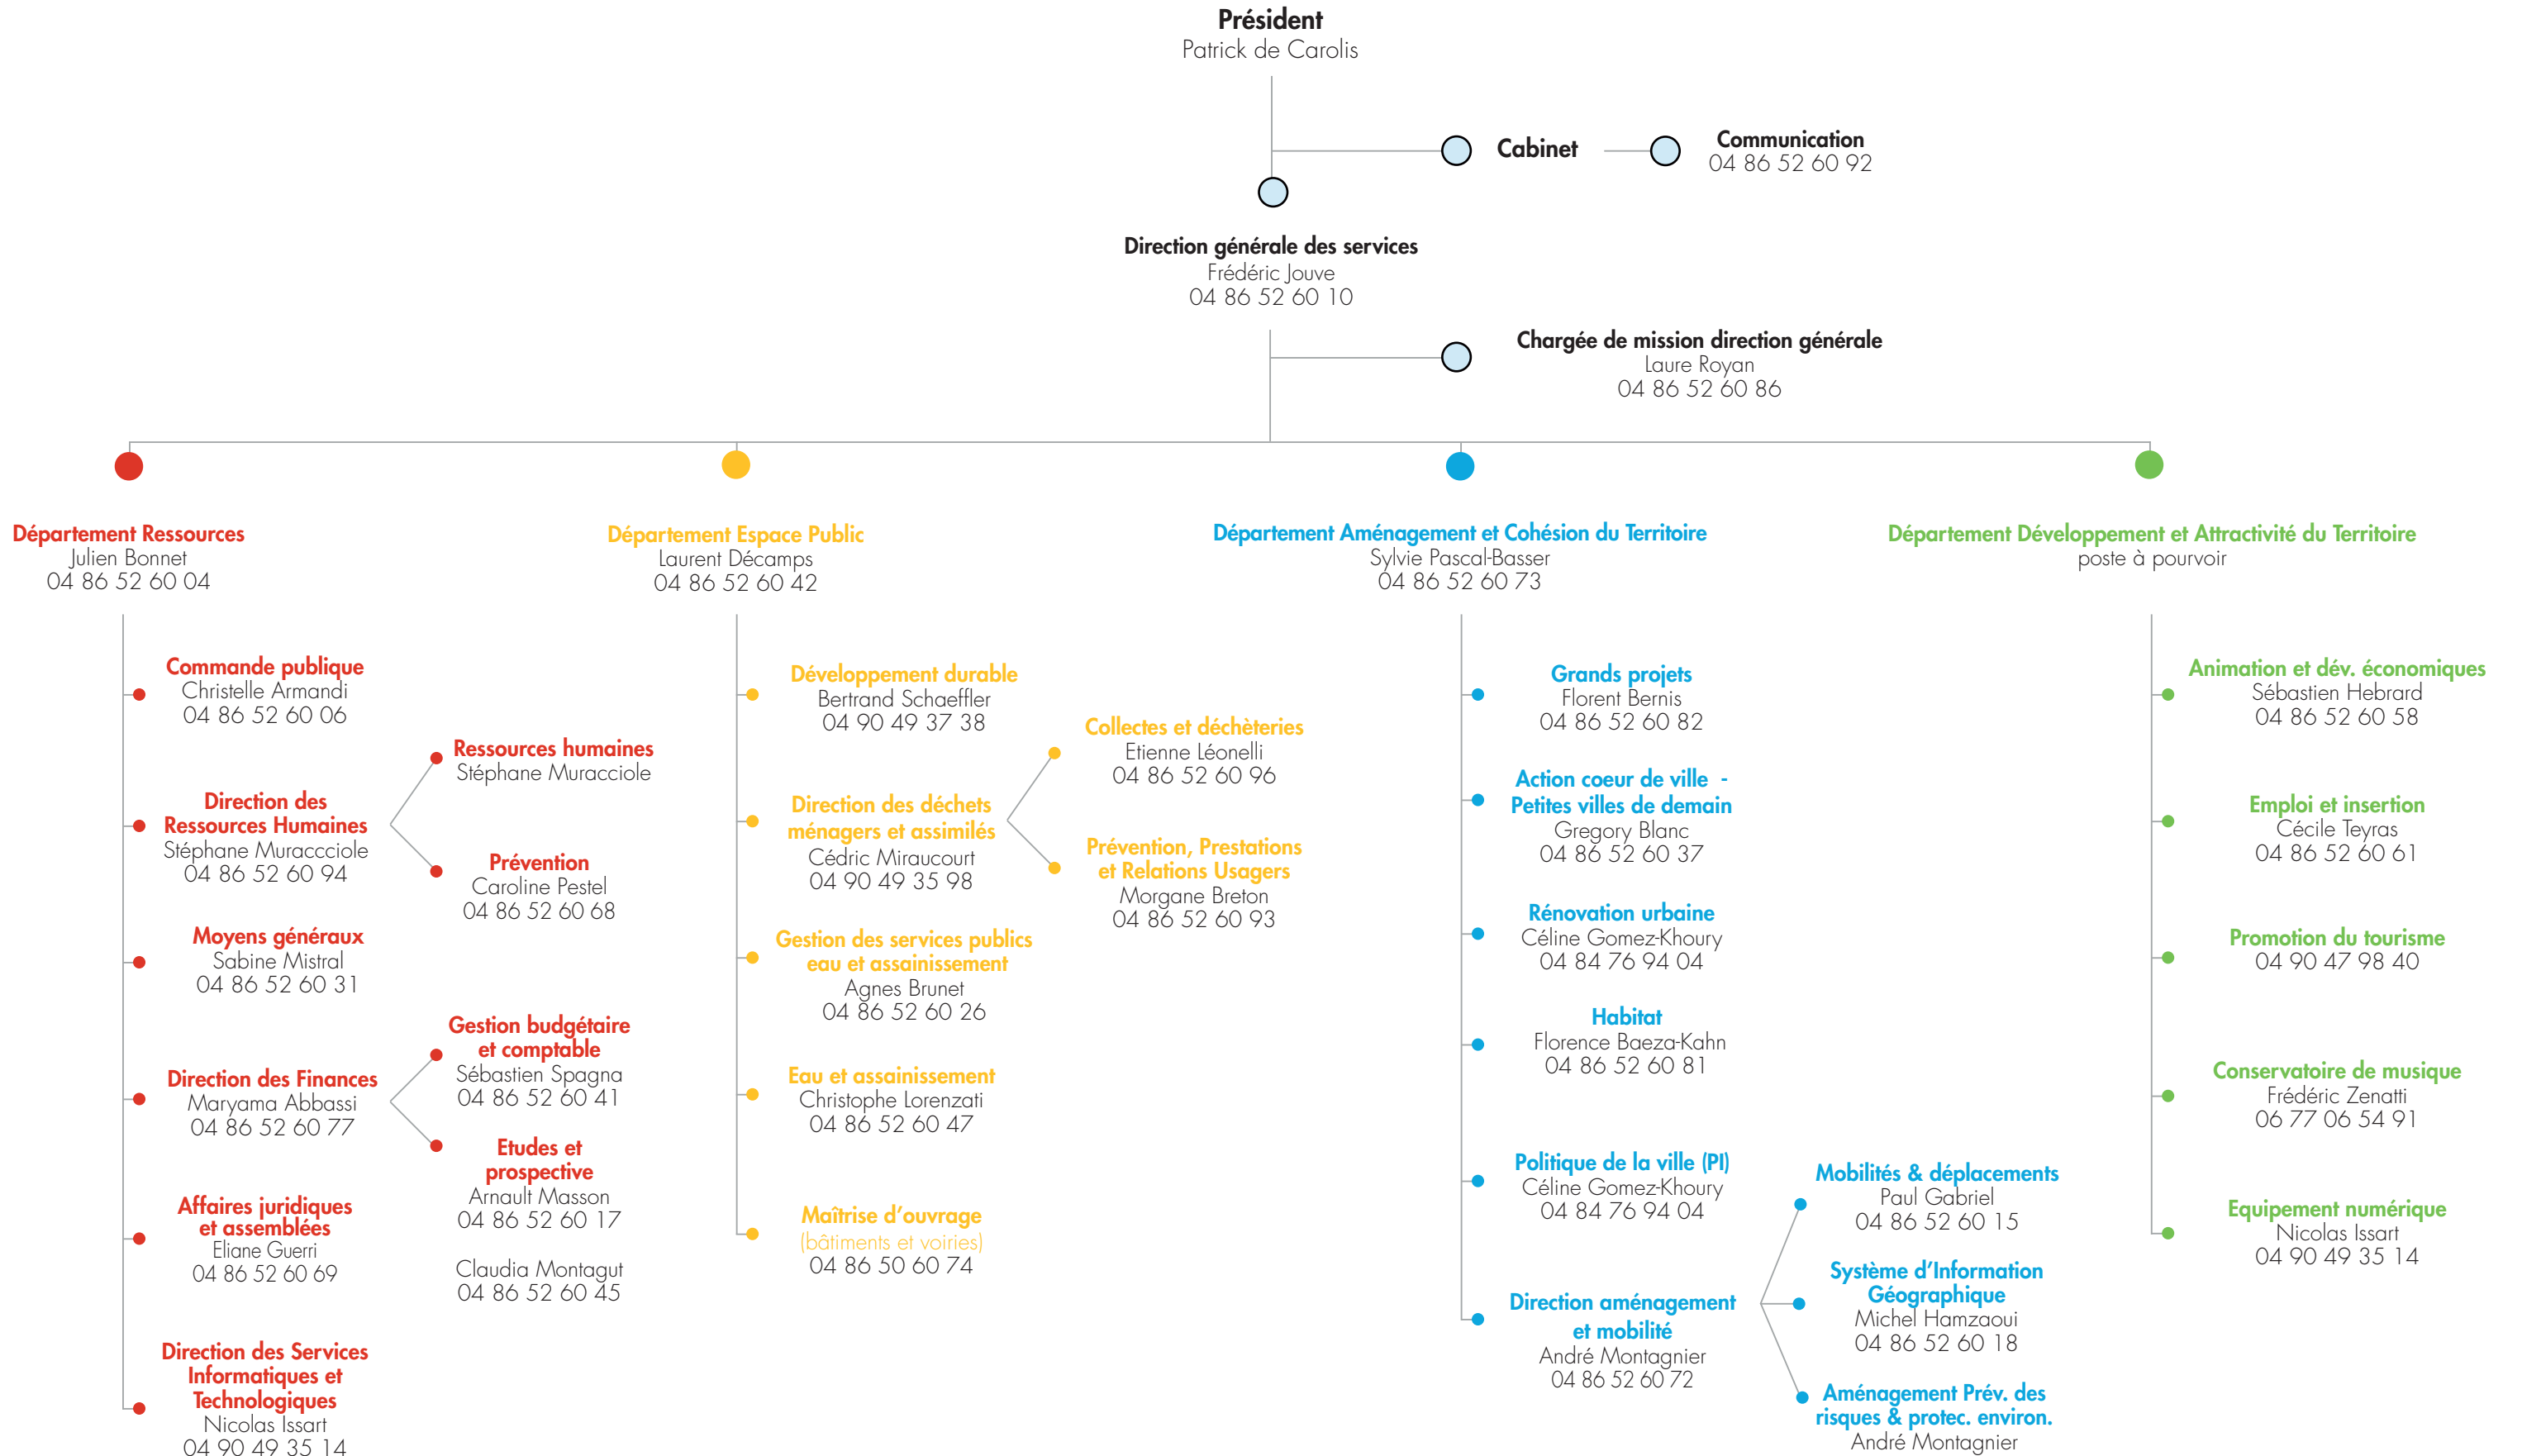 Président
Patrick de Carolis
Cabinet
Communication
04 86 52 60 92
Direction générale des services
Frédéric Jouve
04 86 52 60 10
Chargée de mission direction générale
Laure Royan
04 86 52 60 86
Département Ressources
Julien Bonnet
04 86 52 60 04
Commande publique
Christelle Armandi
04 86 52 60 06
Direction des
Ressources Humaines
Stéphane Muraccciole
04 86 52 60 94
Ressources humaines
Stéphane Muracciole
Prévention
Caroline Pestel
04 86 52 60 68
Moyens généraux
Sabine Mistral
04 86 52 60 31
Direction des Finances
Maryama Abbassi
04 86 52 60 77
Gestion budgétaire
et comptable
Sébastien Spagna
04 86 52 60 41
Etudes et
prospective
Arnault Masson
04 86 52 60 17
Claudia Montagut
04 86 52 60 45
Affaires juridiques
et assemblées
Eliane Guerri
04 86 52 60 69
Direction des Services
Informatiques et
Technologiques
Nicolas Issart
04 90 49 35 14
Département Espace Public
Laurent Décamps
04 86 52 60 42
Développement durable
Bertrand Schaeffler
04 90 49 37 38
Direction des déchets
ménagers et assimilés
Cédric Miraucourt
04 90 49 35 98
Collectes et déchèteries
Etienne Léonelli
04 86 52 60 96
Prévention, Prestations
et Relations Usagers
Morgane Breton
04 86 52 60 93
Gestion des services publics
eau et assainissement
Agnes Brunet
04 86 52 60 26
Eau et assainissement
Christophe Lorenzati
04 86 52 60 47
Maîtrise d'ouvrage
(bâtiments et voiries)
04 86 50 60 74
Département Aménagement et Cohésion du Territoire
Sylvie Pascal-Basser
04 86 52 60 73
Grands projets
Florent Bernis
04 86 52 60 82
Action coeur de ville -
Petites villes de demain
Gregory Blanc
04 86 52 60 37
Rénovation urbaine
Céline Gomez-Khoury
04 84 76 94 04
Habitat
Florence Baeza-Kahn
04 86 52 60 81
Politique de la ville (PI)
Céline Gomez-Khoury
04 84 76 94 04
Direction aménagement
et mobilité
André Montagnier
04 86 52 60 72
Mobilités & déplacements
Paul Gabriel
04 86 52 60 15
Système d'Information
Géographique
Michel Hamzaoui
04 86 52 60 18
Aménagement Prév. des
risques & protec. environ.
André Montagnier
Département Développement et Attractivité du Territoire
poste à pourvoir
Animation et dév. économiques
Sébastien Hebrard
04 86 52 60 58
Emploi et insertion
Cécile Teyras
04 86 52 60 61
Promotion du tourisme
04 90 47 98 40
Conservatoire de musique
Frédéric Zenatti
06 77 06 54 91
Equipement numérique
Nicolas Issart
04 90 49 35 14